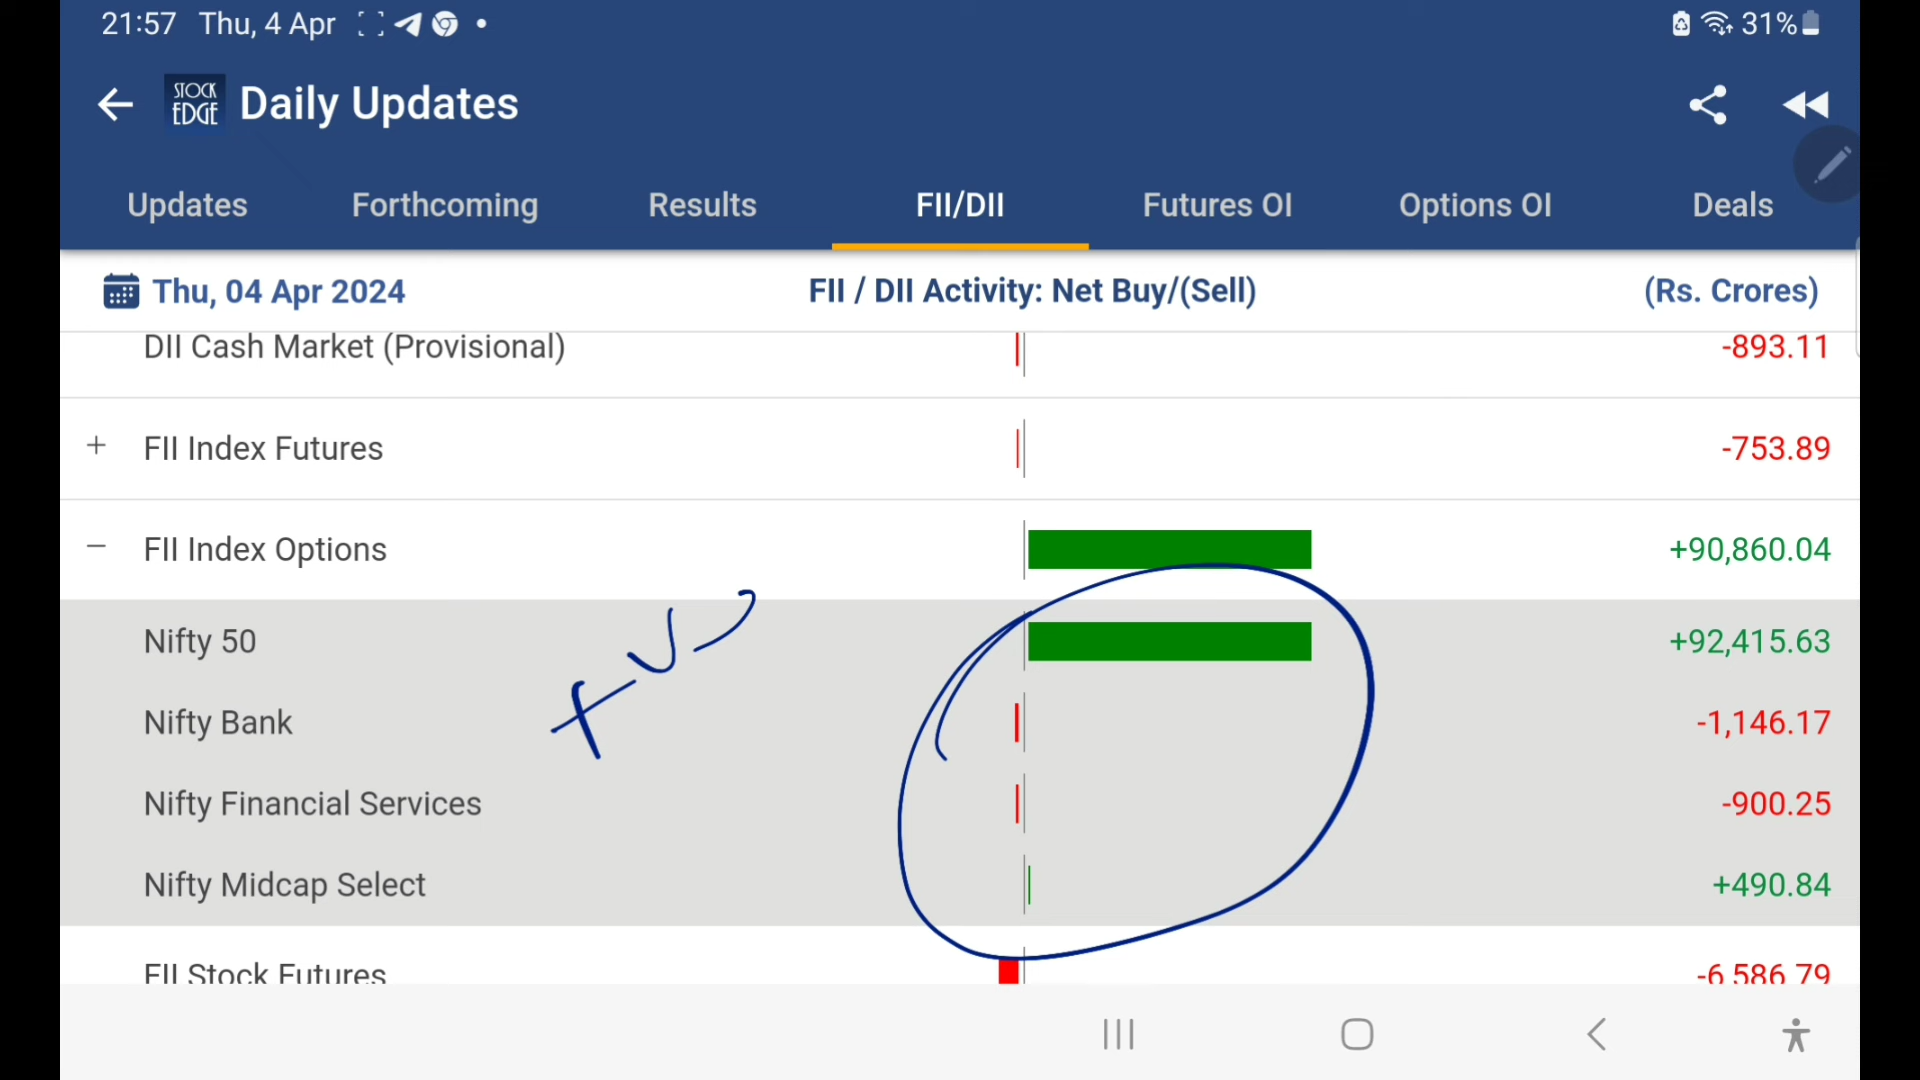 21:57 Thu, 4 Apr 31%
STOCK EDGE Daily Updates
Updates Forthcoming Results FII/DII Futures OI Options OI Deals
Thu, 04 Apr 2024 FII / DII Activity: Net Buy/(Sell) (Rs. Crores)
DII Cash Market (Provisional) -893.11
+ FII Index Futures -753.89
− FII Index Options +90,860.04
Nifty 50 +92,415.63
Nifty Bank -1,146.17
Nifty Financial Services -900.25
Nifty Midcap Select +490.84
FII Stock Futures -6,586.79